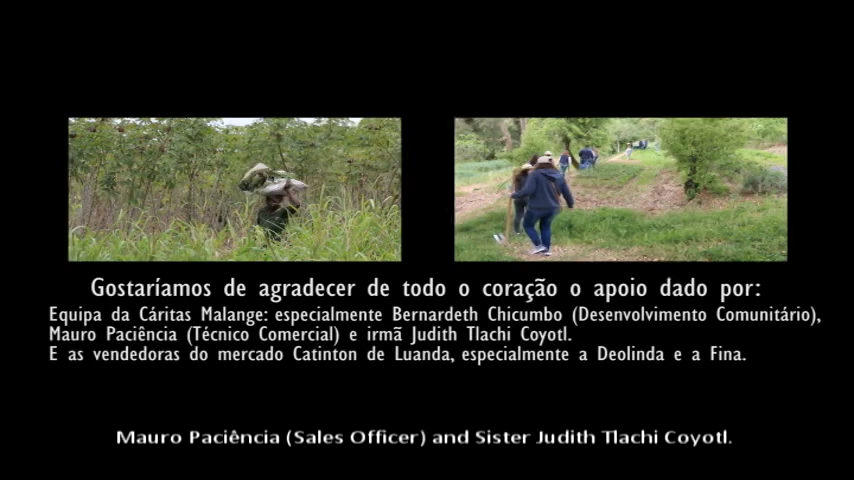 Gostaríamos de agradecer de todo o coração o apoio dado por:
Equipa da Cáritas Malange: especialmente Bernardeth Chicumbo (Desenvolvimento Comunitário),
Mauro Paciência (Técnico Comercial) e irmã Judith Tlachi Coyotl.
E as vendedoras do mercado Catinton de Luanda, especialmente a Deolinda e a Fina.
Mauro Paciência (Sales Officer) and Sister Judith Tlachi Coyotl.